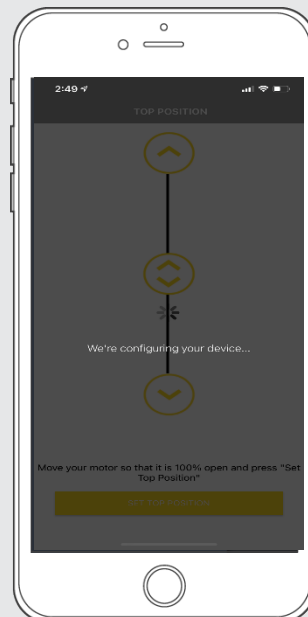 2:49
TOP POSITION
We're configuring your device...
Move your motor so that it is 100% open and press "Set
Top Position"
SET TOP POSITION